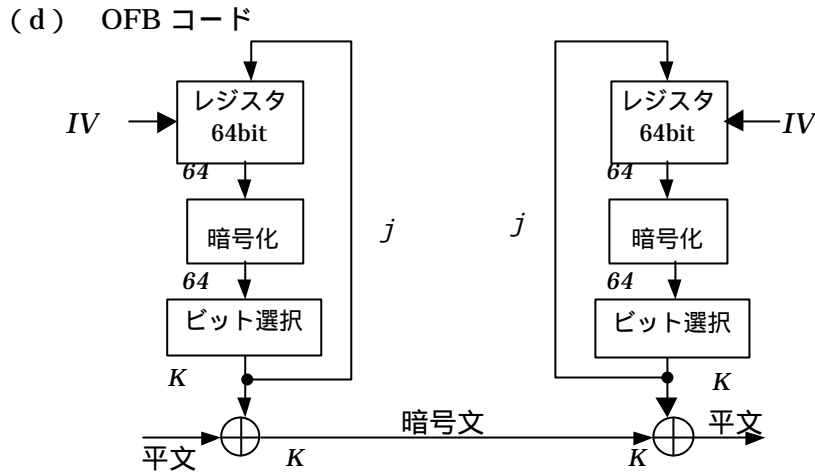 (d) OFB コード
レジスタ
64bit
IV
64
暗号化
64
ビット選択
K
j
平文
K
暗号文
レジスタ
64bit
IV
64
暗号化
64
ビット選択
K
j
K
平文